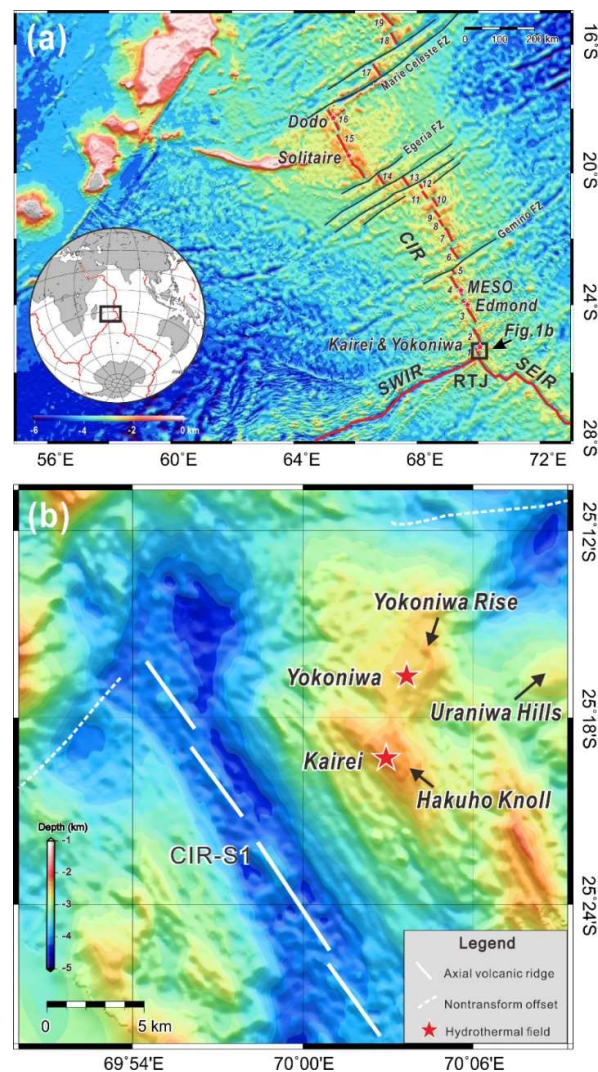 (a)
19
18
17
Marie Celeste FZ
16
Dodo
15
Solitaire
Egeria FZ
14
13
12
11
10
9
8
7
6
Gemino FZ
CIR
5
4
MESO
Edmond
3
2
Kairei & Yokoniwa
Fig.1b
SWIR
RTJ
SEIR
0 100 200 km
-6 -4 -2 0 km
16°S
20°S
24°S
28°S
56°E 60°E 64°E 68°E 72°E
(b)
Yokoniwa Rise
Yokoniwa
Uraniwa Hills
Kairei
Hakuho Knoll
CIR-S1
Depth (km)
-1
-2
-3
-4
-5
0 5 km
Legend
Axial volcanic ridge
Nontransform offset
Hydrothermal field
25°12'S
25°18'S
25°24'S
69°54'E 70°00'E 70°06'E